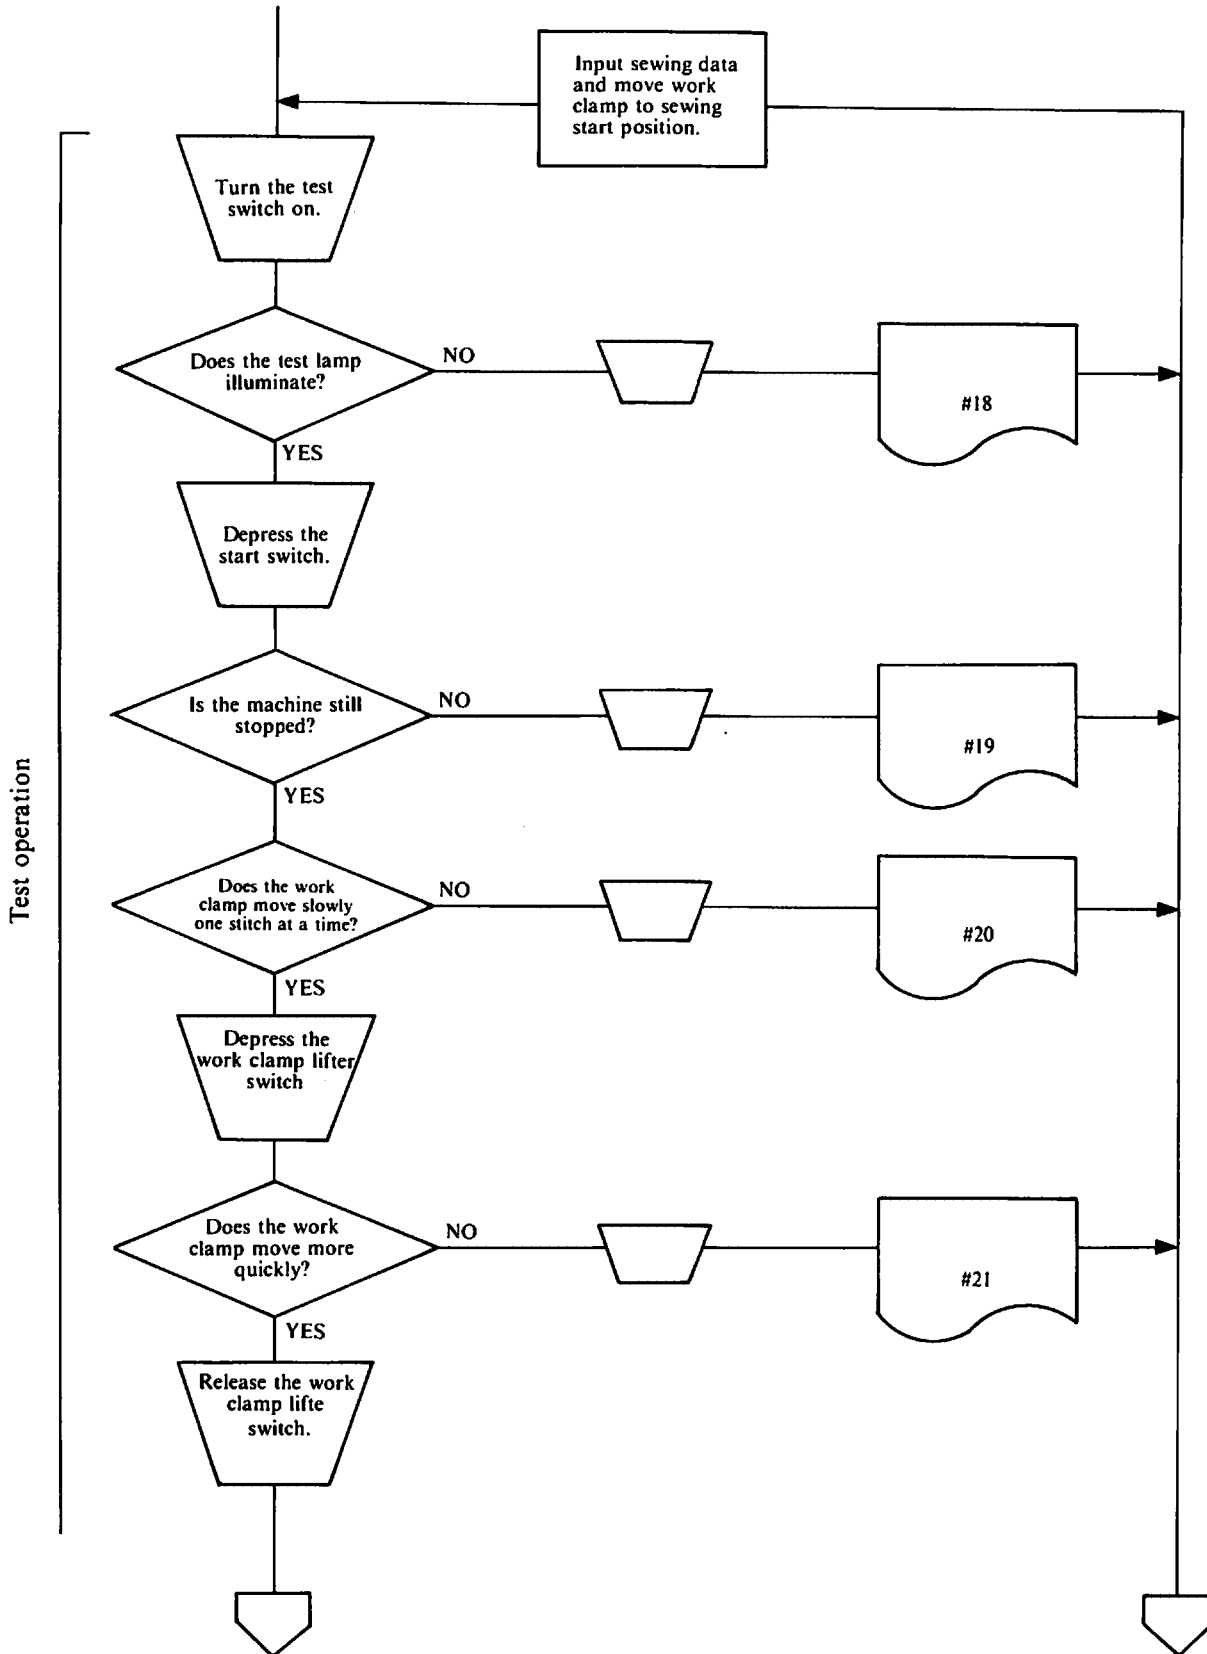 Input sewing data
and move work
clamp to sewing
start position.
Turn the test
switch on.
Does the test lamp
illuminate?
NO
#18
YES
Depress the
start switch.
Is the machine still
stopped?
NO
#19
YES
Does the work
clamp move slowly
one stitch at a time?
NO
#20
YES
Depress the
work clamp lifter
switch
Does the work
clamp move more
quickly?
NO
#21
YES
Release the work
clamp lifte
switch.
Test operation